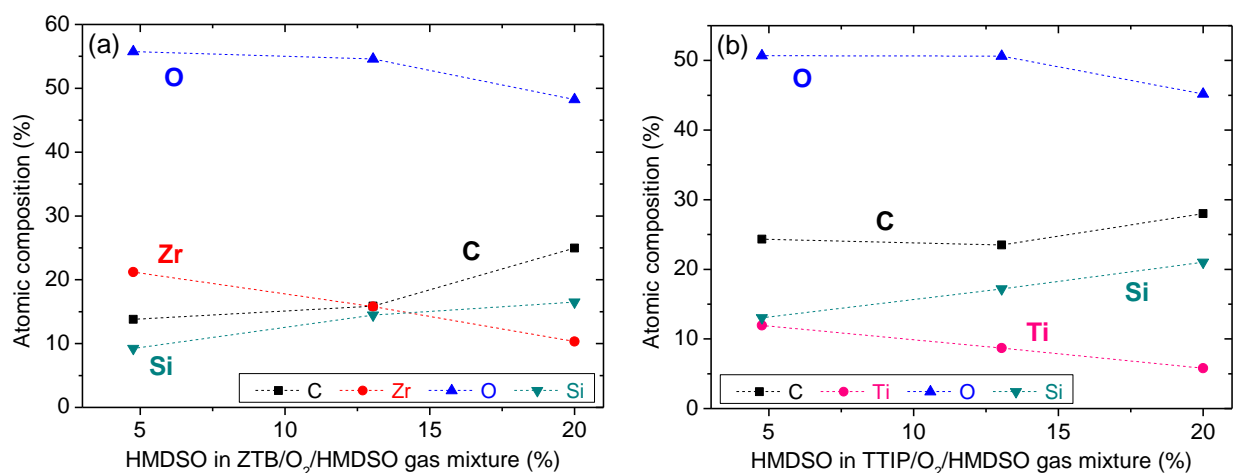 (a)
60
50
40
30
20
10
0
Atomic composition (%)
O
Zr
C
Si
C Zr O Si
5 10 15 20
HMDSO in ZTB/O₂/HMDSO gas mixture (%)
(b)
50
40
30
20
10
0
Atomic composition (%)
O
C
Si
Ti
C Ti O Si
5 10 15 20
HMDSO in TTIP/O₂/HMDSO gas mixture (%)